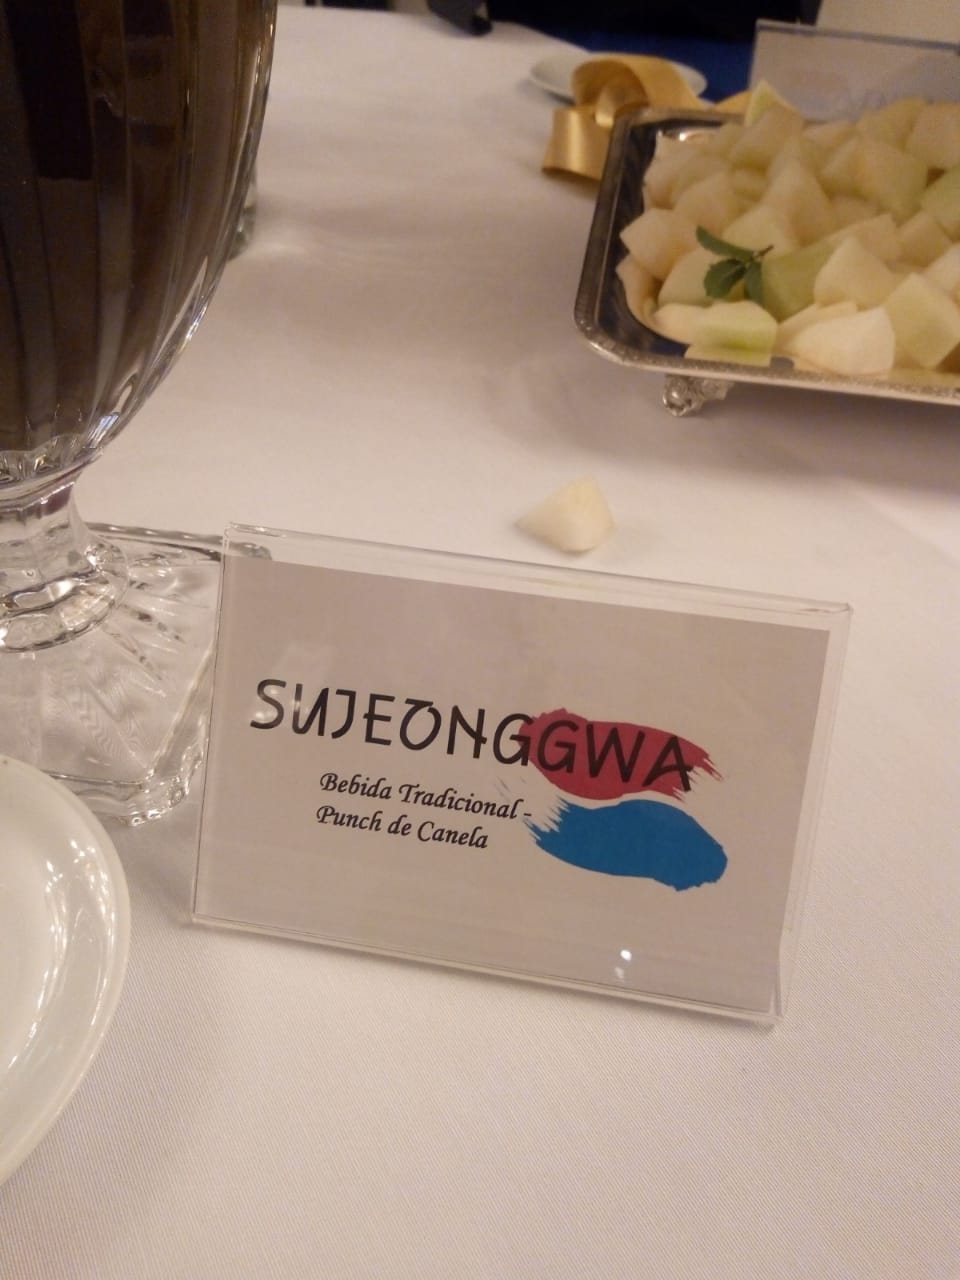 SUJEONGGWA
Bebida Tradicional -
Punch de Canela